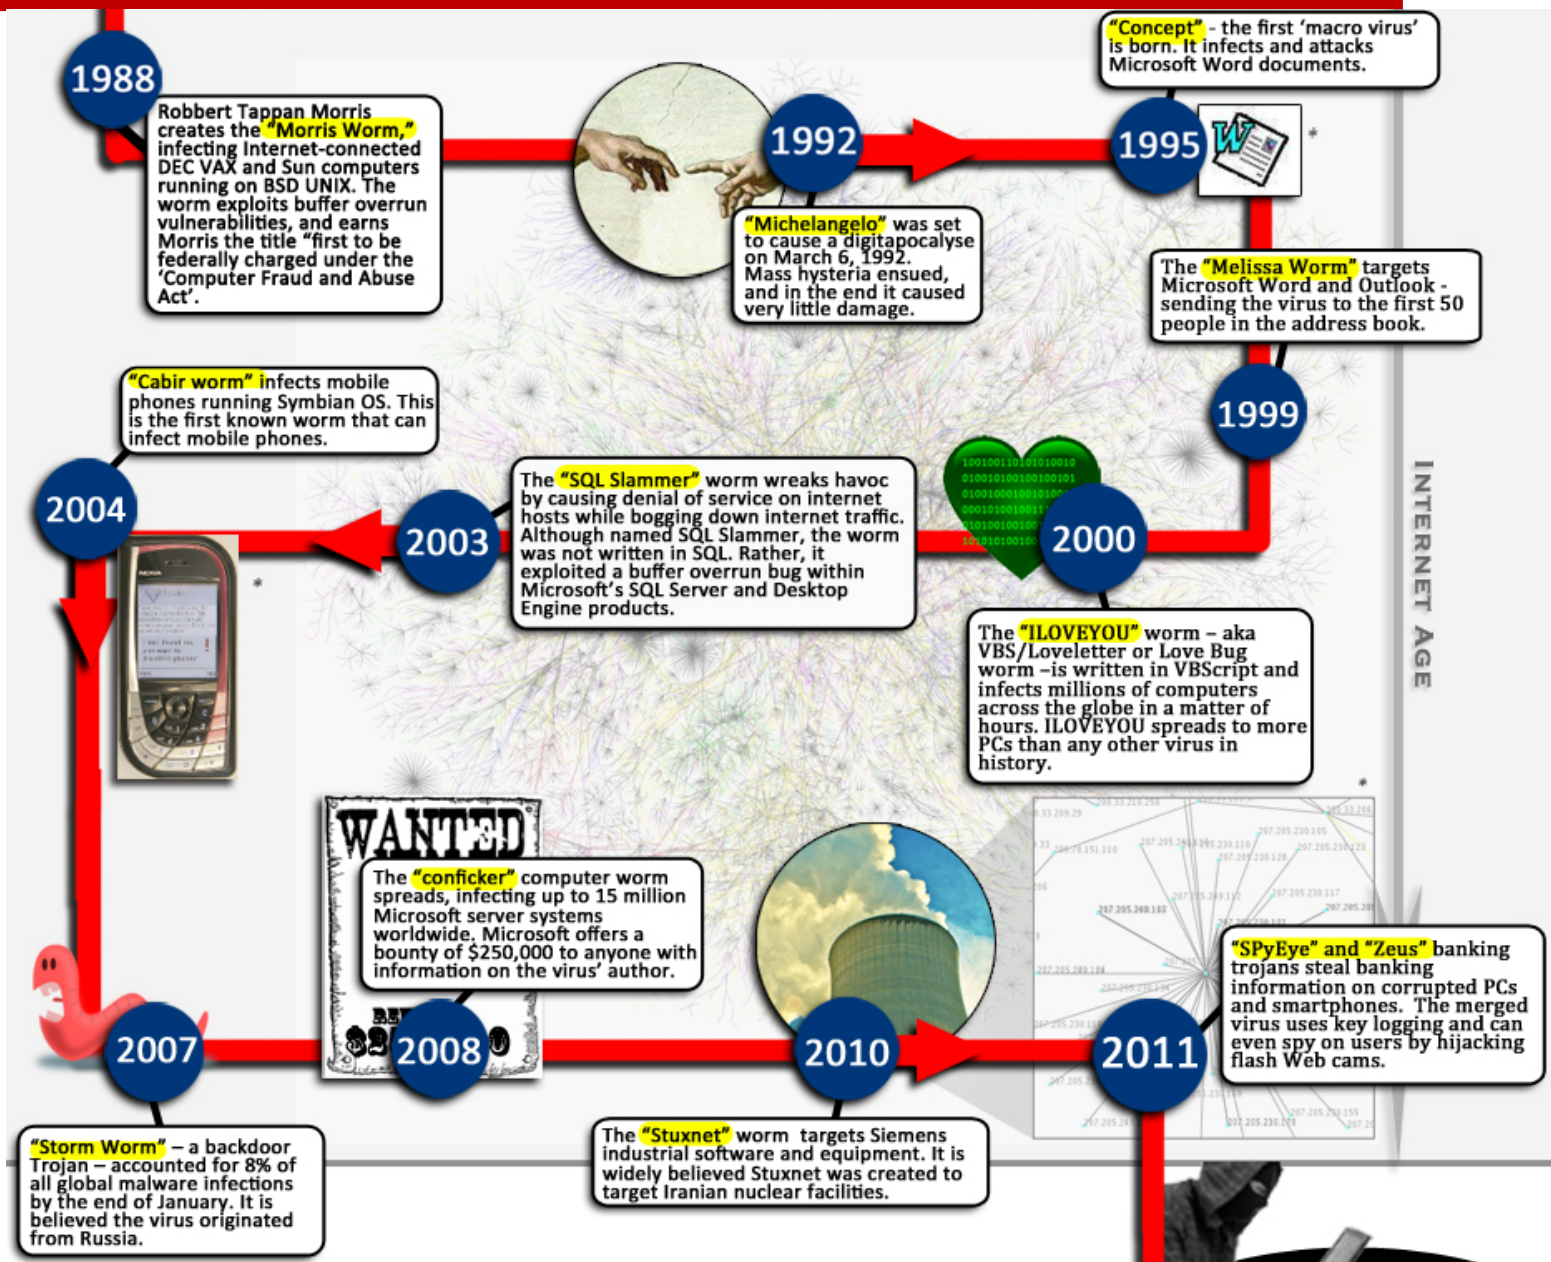 1988
Robbert Tappan Morris
creates the “Morris Worm,”
infecting Internet-connected
DEC VAX and Sun computers
running on BSD UNIX. The
worm exploits buffer overrun
vulnerabilities, and earns
Morris the title “first to be
federally charged under the
‘Computer Fraud and Abuse
Act’.
1992
“Michelangelo” was set
to cause a digitapocalyse
on March 6, 1992.
Mass hysteria ensued,
and in the end it caused
very little damage.
“Concept” - the first ‘macro virus’
is born. It infects and attacks
Microsoft Word documents.
1995
W
*
The “Melissa Worm” targets
Microsoft Word and Outlook -
sending the virus to the first 50
people in the address book.
1999
INTERNET AGE
2000
The “ILOVEYOU” worm – aka
VBS/Loveletter or Love Bug
worm –is written in VBScript and
infects millions of computers
across the globe in a matter of
hours. ILOVEYOU spreads to more
PCs than any other virus in
history.
The “SQL Slammer” worm wreaks havoc
by causing denial of service on internet
hosts while bogging down internet traffic.
Although named SQL Slammer, the worm
was not written in SQL. Rather, it
exploited a buffer overrun bug within
Microsoft’s SQL Server and Desktop
Engine products.
2003
“Cabir worm” infects mobile
phones running Symbian OS. This
is the first known worm that can
infect mobile phones.
2004
NOKIA
*
2007
“Storm Worm” – a backdoor
Trojan – accounted for 8% of
all global malware infections
by the end of January. It is
believed the virus originated
from Russia.
WANTED
The “conficker” computer worm
spreads, infecting up to 15 million
Microsoft server systems
worldwide. Microsoft offers a
bounty of $250,000 to anyone with
information on the virus’ author.
2008
2010
The “Stuxnet” worm targets Siemens
industrial software and equipment. It is
widely believed Stuxnet was created to
target Iranian nuclear facilities.
*
207.205.230.105
207.205.230.117
2011
“SPyEye” and “Zeus” banking
trojans steal banking
information on corrupted PCs
and smartphones. The merged
virus uses key logging and can
even spy on users by hijacking
flash Web cams.